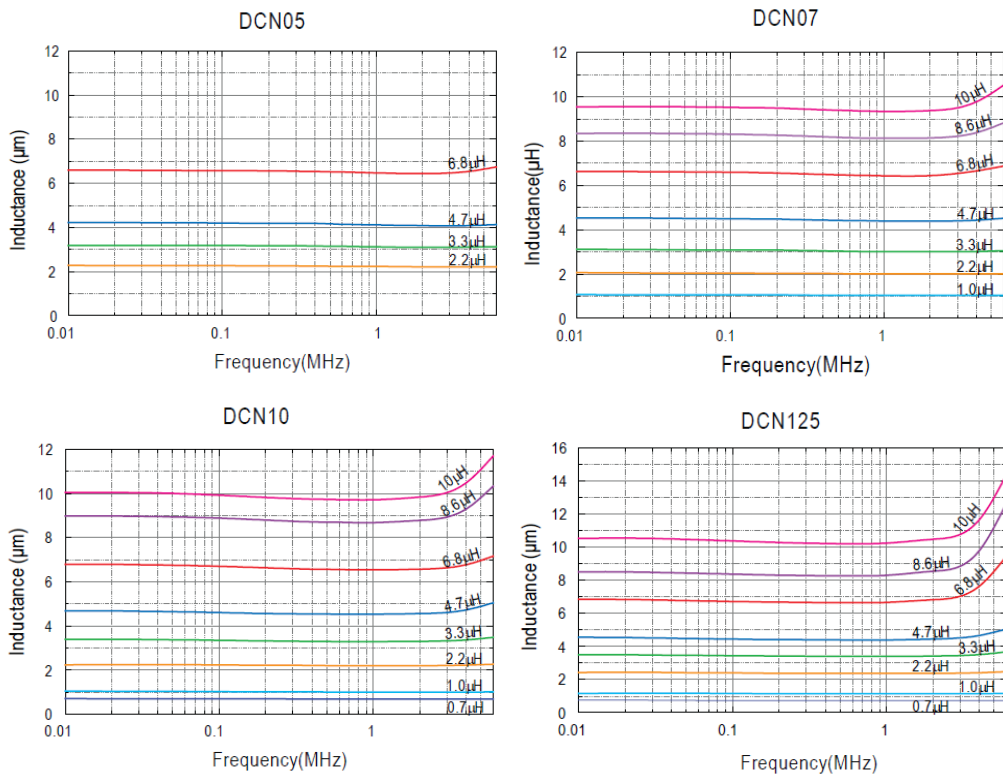 DCN05
12
10
8
6
4
2
0
Inductance (μm)
6.8μH
4.7μH
3.3μH
2.2μH
0.01
0.1
1
Frequency(MHz)
DCN07
12
10
8
6
4
2
0
Inductance(μH)
10μH
8.6μH
6.8μH
4.7μH
3.3μH
2.2μH
1.0μH
0.01
0.1
1
Frequency(MHz)
DCN10
12
10
8
6
4
2
0
Inductance (μm)
10μH
8.6μH
6.8μH
4.7μH
3.3μH
2.2μH
1.0μH
0.7μH
0.01
0.1
1
Frequency(MHz)
DCN125
16
14
12
10
8
6
4
2
0
Inductance (μm)
10μH
8.6μH
6.8μH
4.7μH
3.3μH
2.2μH
1.0μH
0.7μH
0.01
0.1
1
Frequency(MHz)